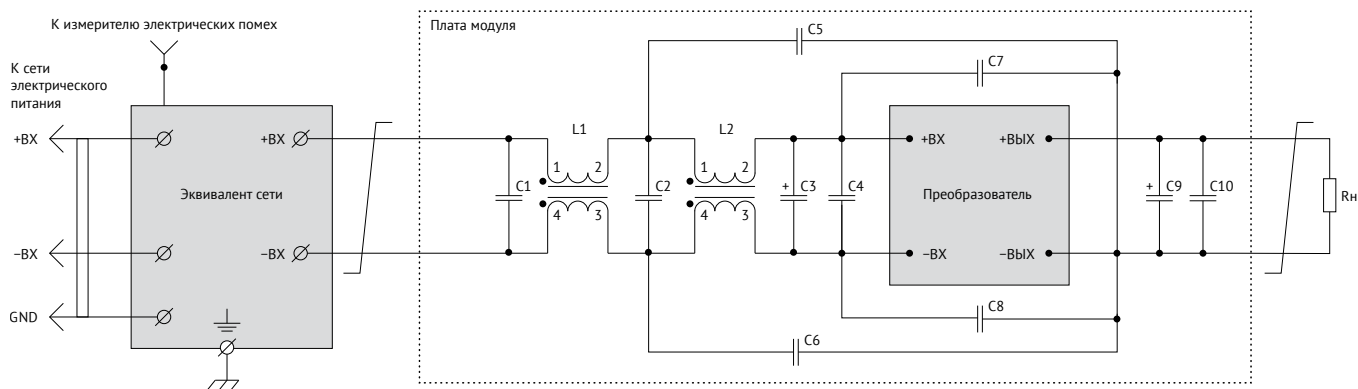 К измерителю электрических помех
Плата модуля
C5
К сети
электрического
питания
C7
+ВХ
+ВХ
L1
L2
+ВХ
+ВЫХ
1
2
1
2
Эквивалент сети
C1
C2
+
C3
C4
Преобразователь
+
C9
C10
Rн
4
3
4
3
−ВХ
−ВХ
−ВХ
−ВЫХ
GND
C8
C6